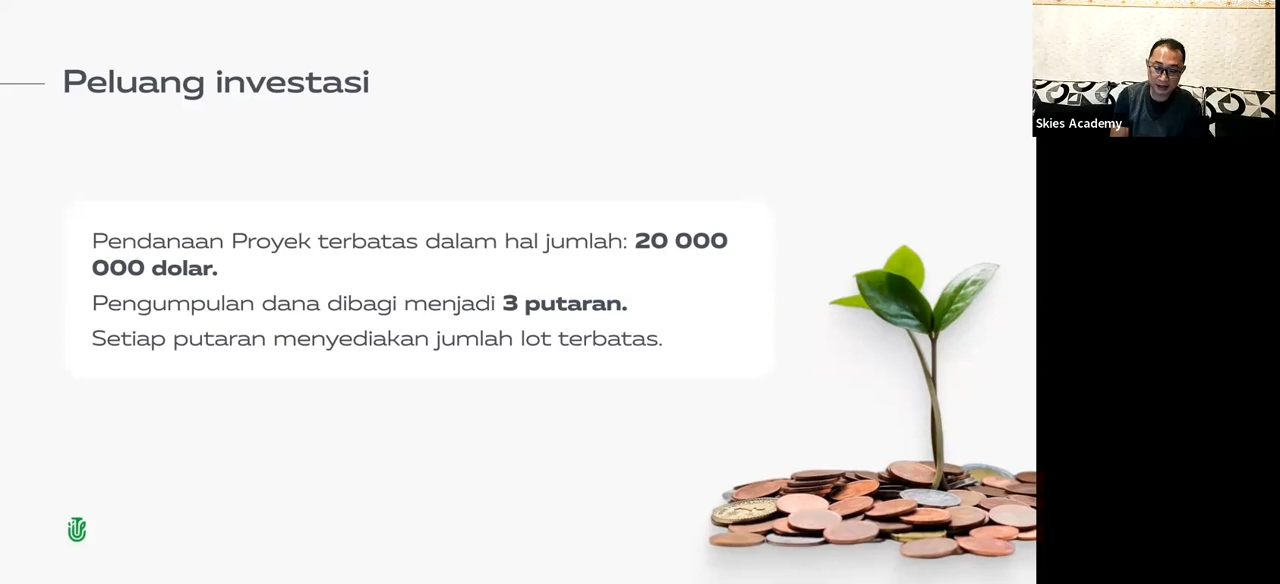 Peluang investasi
Pendanaan Proyek terbatas dalam hal jumlah: 20 000
000 dolar.
Pengumpulan dana dibagi menjadi 3 putaran.
Setiap putaran menyediakan jumlah lot terbatas.
Skies Academy